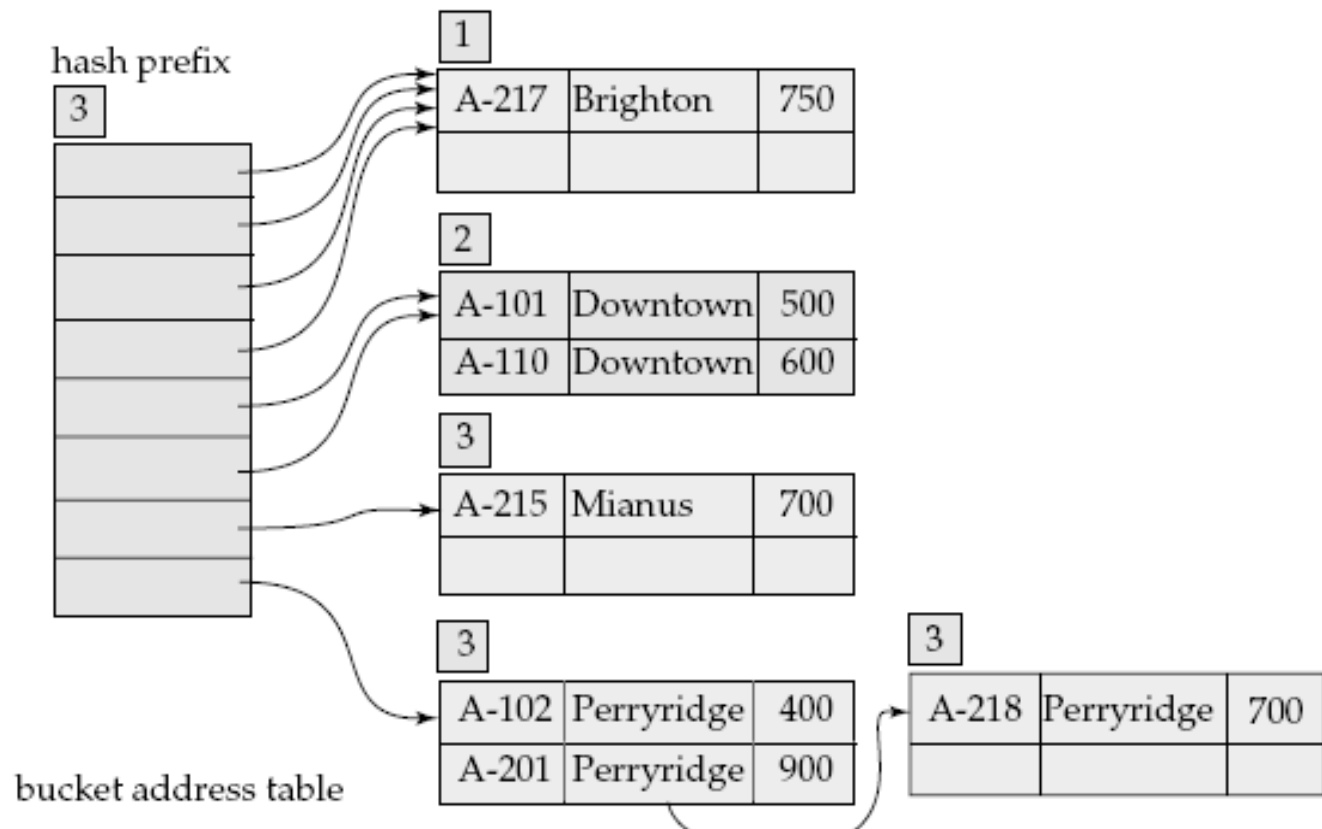 hash prefix
3
1
A-217 Brighton 750
2
A-101 Downtown 500
A-110 Downtown 600
3
A-215 Mianus 700
3
A-102 Perryridge 400
A-201 Perryridge 900
3
A-218 Perryridge 700
bucket address table